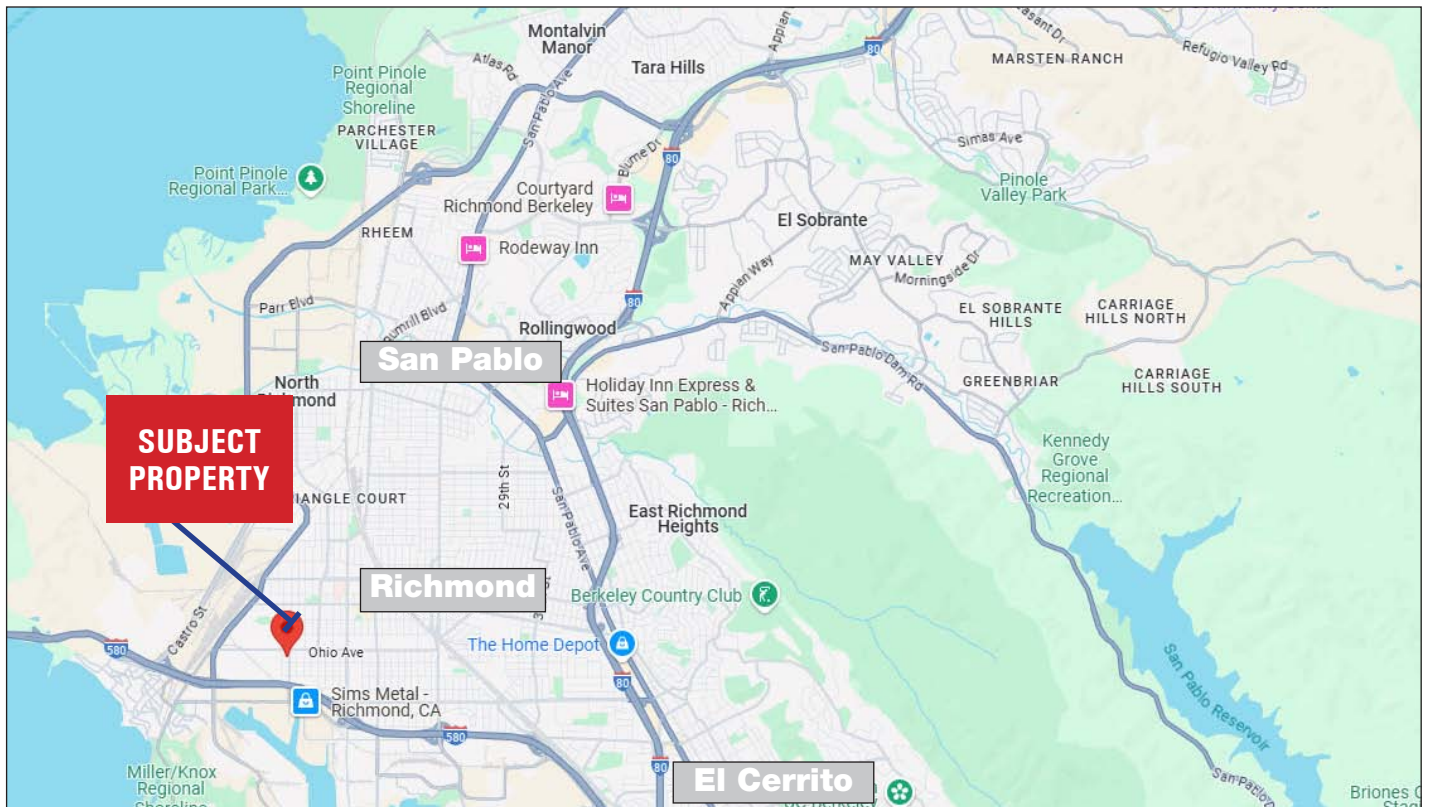 Montalvin
Manor
Appian
80
MARSTEN RANCH
Refugio Valley Rd
Atlas Rd
Tara Hills
Point Pinole
Regional
Shoreline
San Pablo Ave
PARCHESTER
VILLAGE
Simas Ave
Blume Dr
80
Point Pinole
Regional Park...
Courtyard
Richmond Berkeley
Pinole
Valley Park
El Sobrante
RHEEM
Rodeway Inn
MAY VALLEY
Morningside Dr
Appian Way
Parr Blvd
80
EL SOBRANTE
HILLS
CARRIAGE
HILLS NORTH
Rollingwood
San Pablo
San Pablo Dam Rd
North
Richmond
Holiday Inn Express &
Suites San Pablo - Rich...
GREENBRIAR
CARRIAGE
HILLS SOUTH
SUBJECT
PROPERTY
Kennedy
Grove
Regional
Recreation...
29th St
San Pablo Ave
East Richmond
Heights
Richmond
Berkeley Country Club
Castro St
580
Ohio Ave
The Home Depot
80
Sims Metal -
Richmond, CA
San Pablo Reservoir
580
80
Miller/Knox
Regional
El Cerrito
Briones